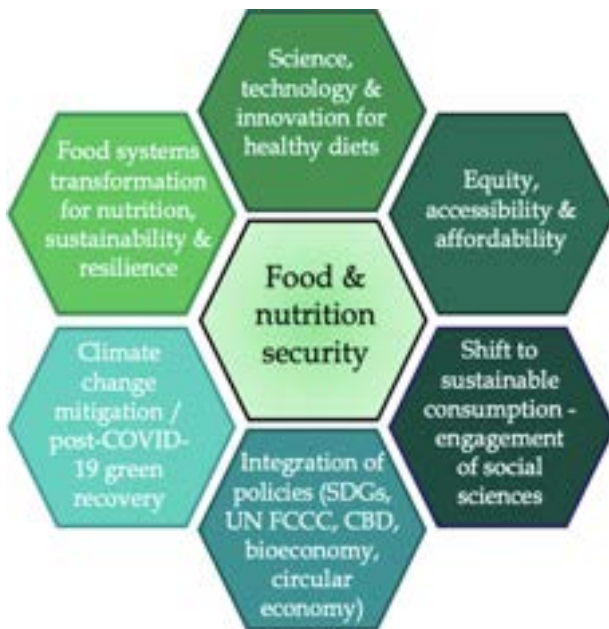 Science,
technology &
innovation for
healthy diets
Food systems
transformation
for nutrition,
sustainability &
resilience
Equity,
accessibility &
affordability
Food &
nutrition
security
Climate
change
mitigation /
post-COVID-
19 green
recovery
Shift to
sustainable
consumption -
engagement
of social
sciences
Integration of
policies (SDGs,
UN FCCC, CBD,
bioeconomy,
circular
economy)